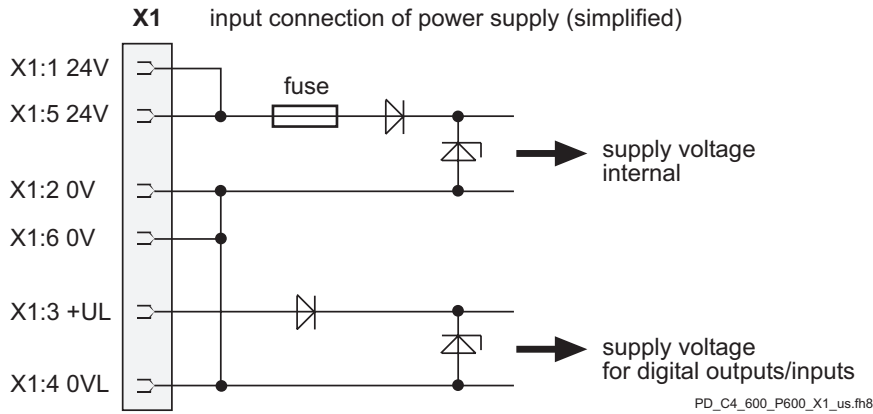 X1 input connection of power supply (simplified)
X1:1 24V
fuse
X1:5 24V
supply voltage
internal
X1:2 0V
X1:6 0V
X1:3 +UL
supply voltage
for digital outputs/inputs
X1:4 0VL
PD_C4_600_P600_X1_us.fh8